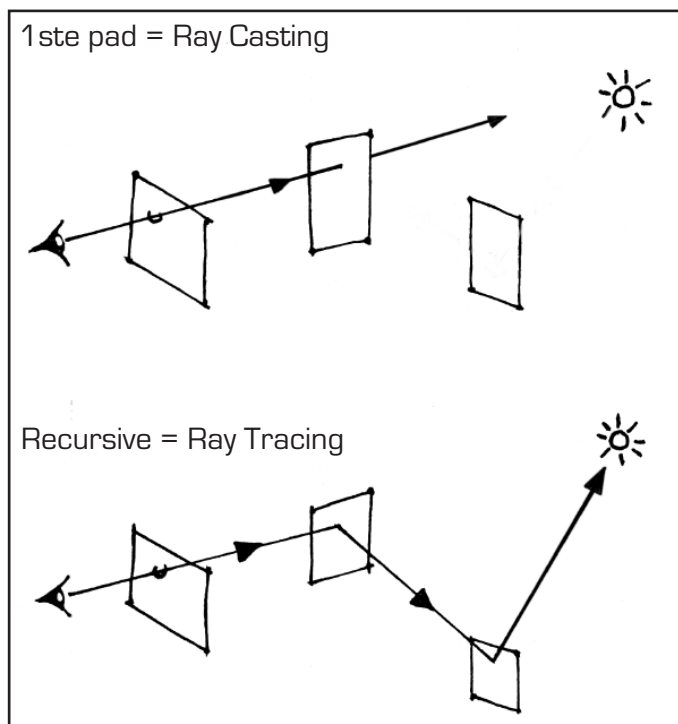 1ste pad = Ray Casting
Recursive = Ray Tracing